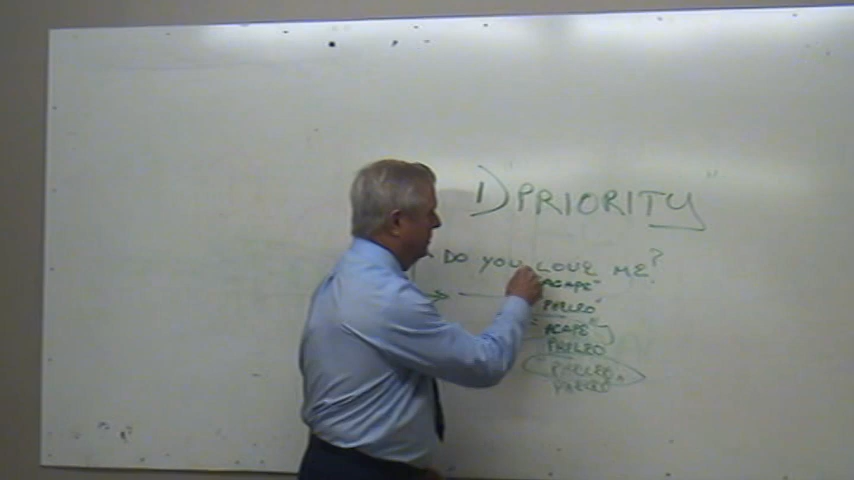 1) "PRIORITY"
DO YOU LOVE ME?
AGAPE"
PHILEO"
"AGAPE"
PHILEO
PHILEO"
PHILEO